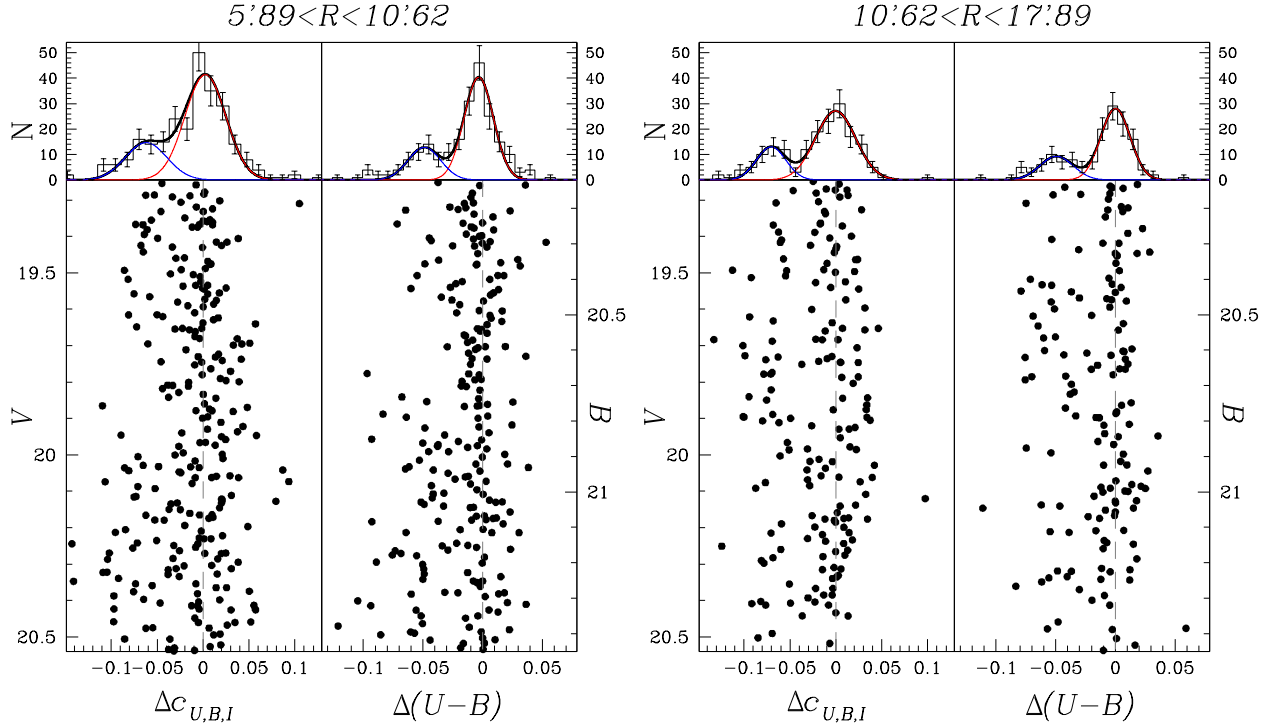 5'.89<R<10'.62 10'.62<R<17'.89
50 50 50 50
40 40 40 40
30 30 30 30
N 20 20 N 20 20
10 10 10 10
0 0 0 0
19.5 19.5
20.5 20.5
V B V B
20 20
21 21
20.5 20.5
−0.1 −0.05 0 0.05 0.1 −0.1 −0.05 0 0.05 −0.1 −0.05 0 0.05 0.1 −0.1 −0.05 0 0.05
Δc U,B,I Δ(U−B) Δc U,B,I Δ(U−B)